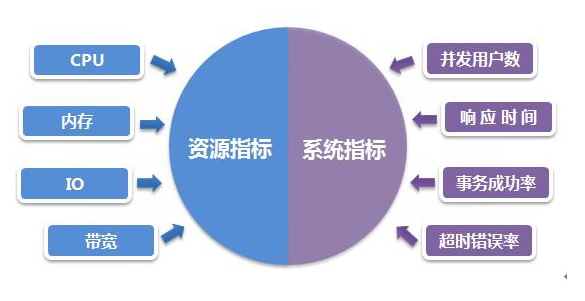 CPU
内存
IO
带宽
资源指标
系统指标
并发用户数
响应时间
事务成功率
超时错误率